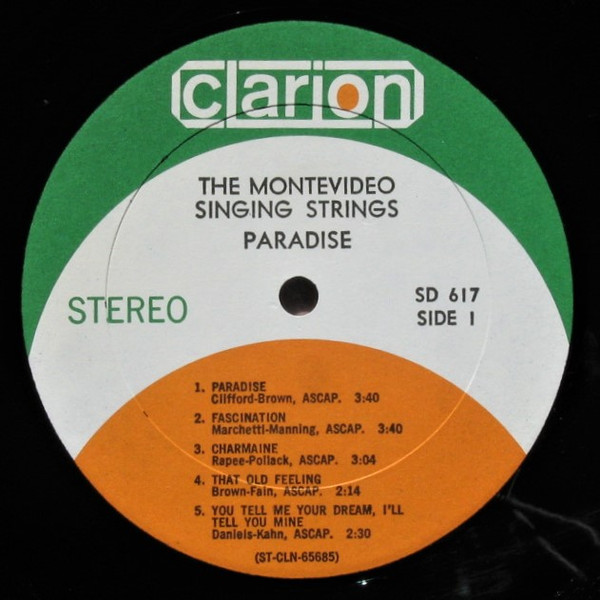 clarion
THE MONTEVIDEO
SINGING STRINGS
PARADISE
STEREO
SD 617
SIDE 1
1. PARADISE
Clifford-Brown, ASCAP. 3:40
2. FASCINATION
Marchetti-Manning, ASCAP. 3:40
3. CHARMAINE
Rapee-Pollack, ASCAP. 3:04
4. THAT OLD FEELING
Brown-Fain, ASCAP. 2:14
5. YOU TELL ME YOUR DREAM, I'LL
TELL YOU MINE
Daniels-Kahn, ASCAP. 2:30
(ST-CLN-65685)